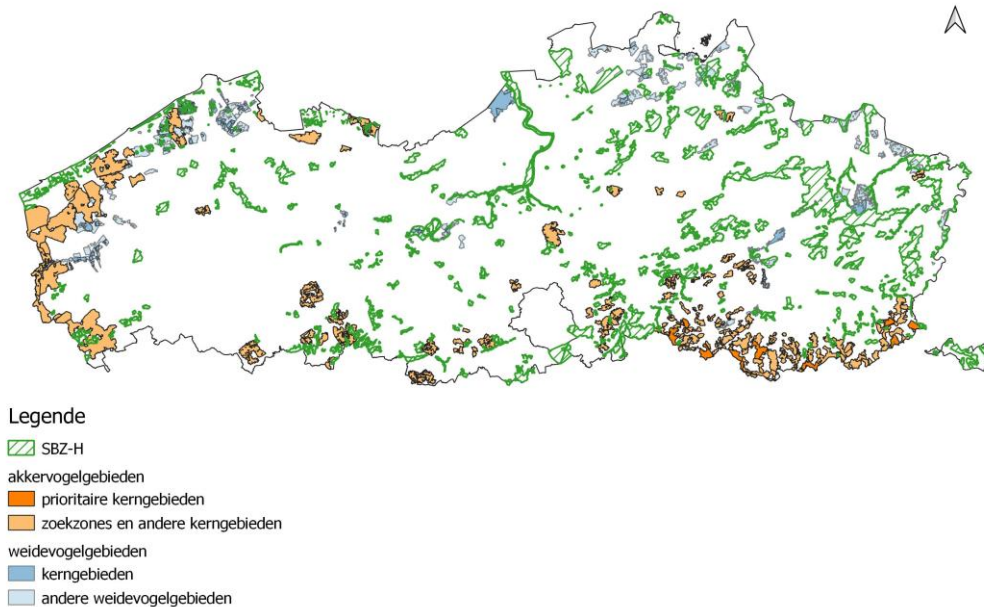 Legende
SBZ-H
akkervogelgebieden
prioritaire kerngebieden
zoekzones en andere kerngebieden
weidevogelgebieden
kerngebieden
andere weidevogelgebieden